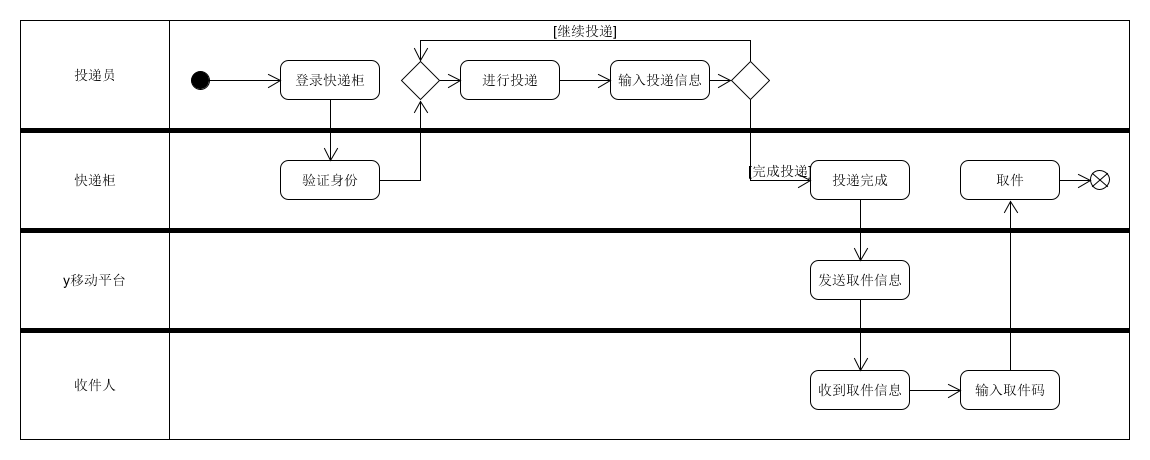 [继续投递]
投递员
登录快递柜
进行投递
输入投递信息
快递柜
验证身份
[完成投递]
投递完成
取件
y移动平台
发送取件信息
收件人
收到取件信息
输入取件码